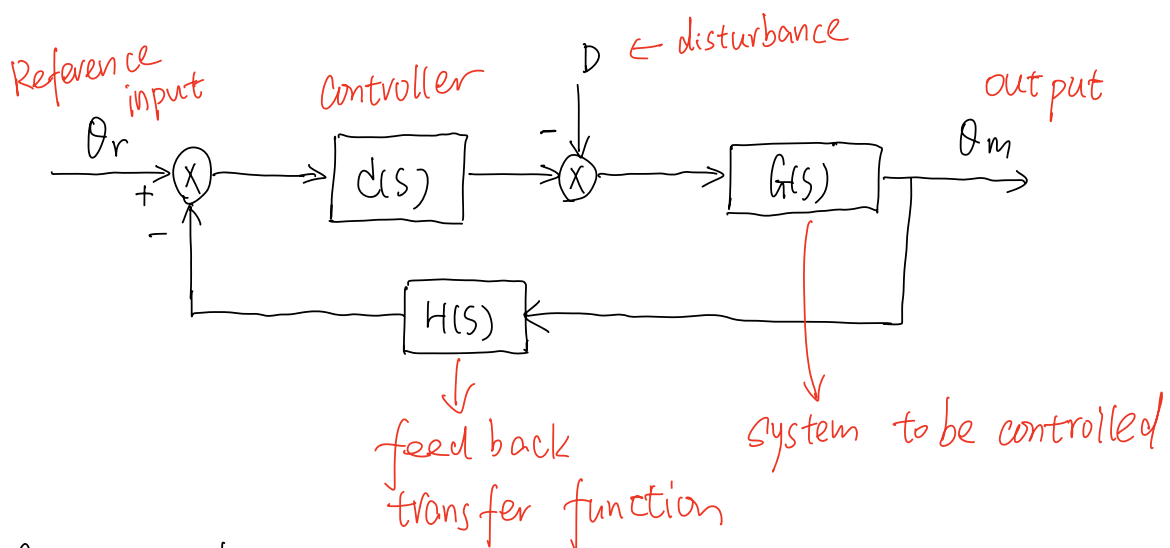 D ← disturbance
Reference
input
Controller
output
θr
-
θm
+
X
C(S)
X
G(S)
-
H(S)
feed back
transfer function
system to be controlled